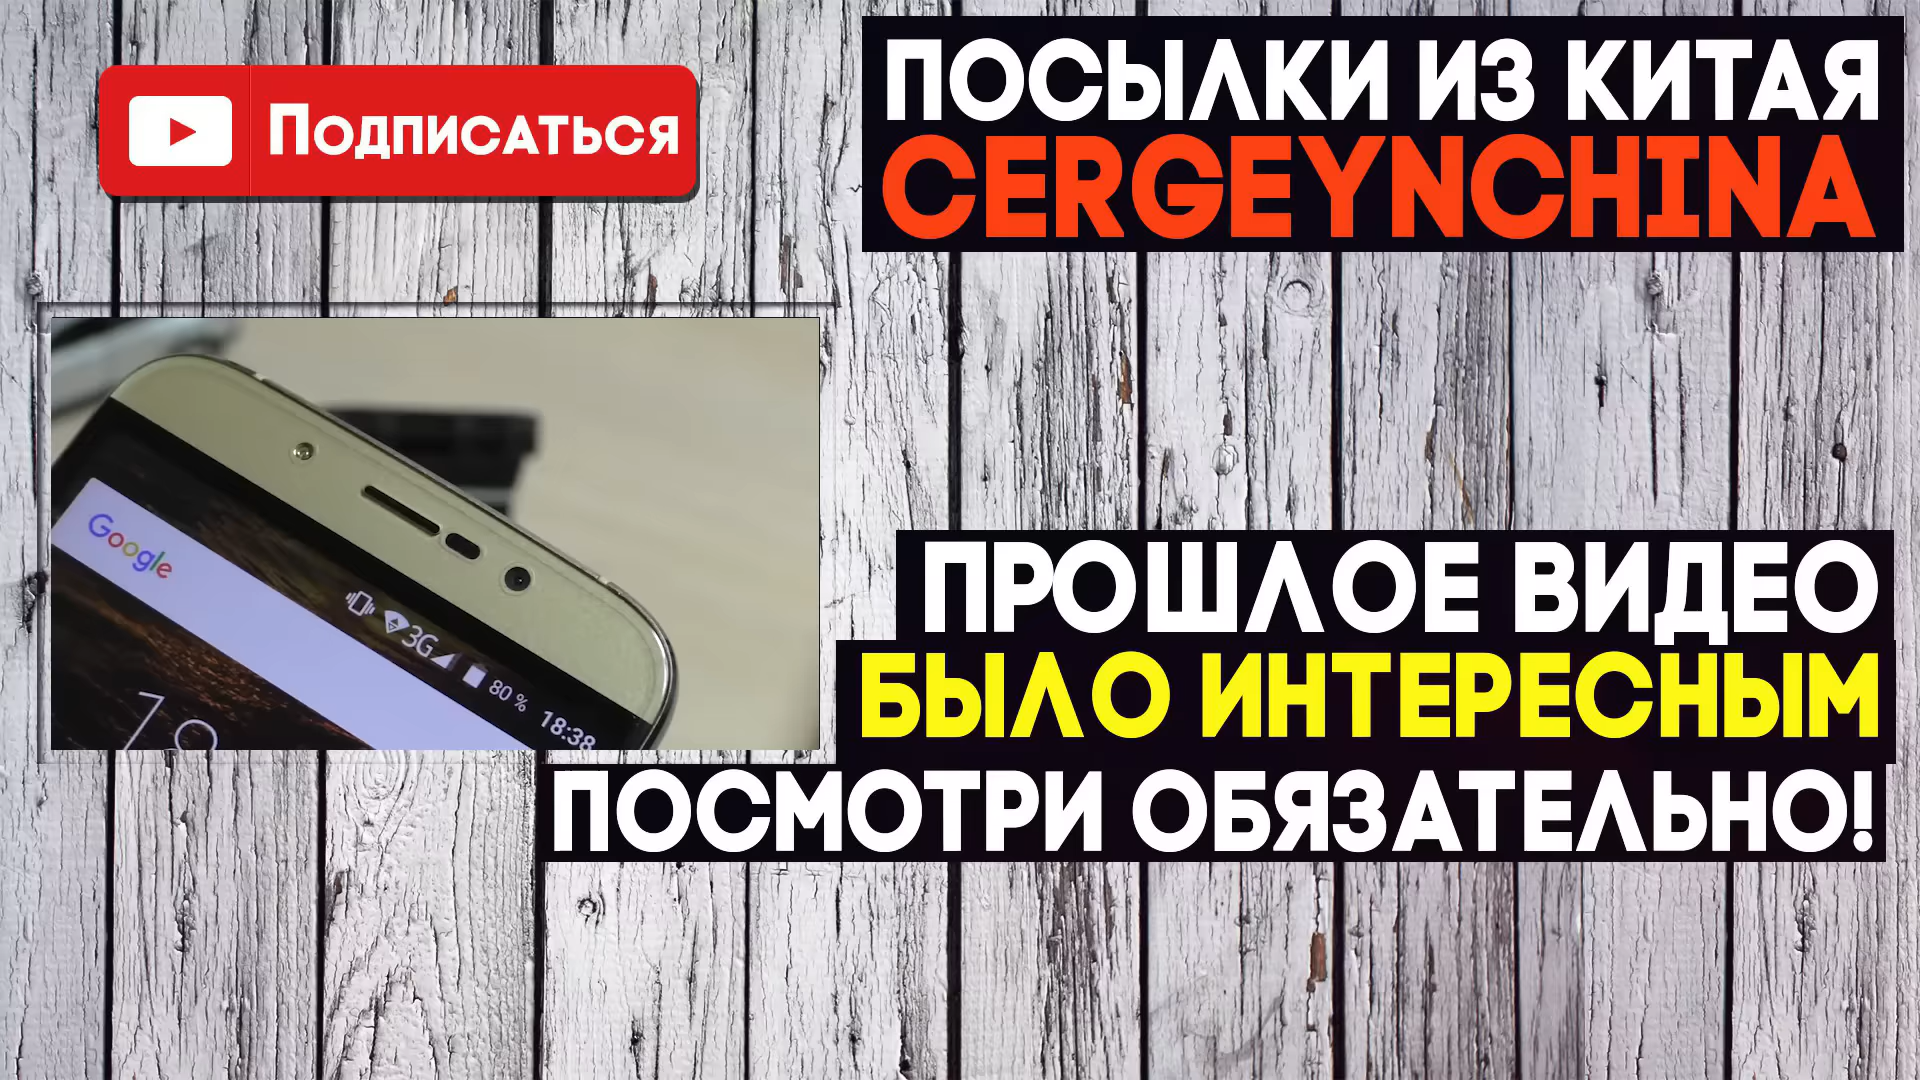 ПОСЫЛКИ ИЗ КИТАЯ
CERGEYNCHINA
Подписаться
Google
3G
80 %
18:38
ПРОШЛОЕ ВИДЕО
БЫЛО ИНТЕРЕСНЫМ
ПОСМОТРИ ОБЯЗАТЕЛЬНО!